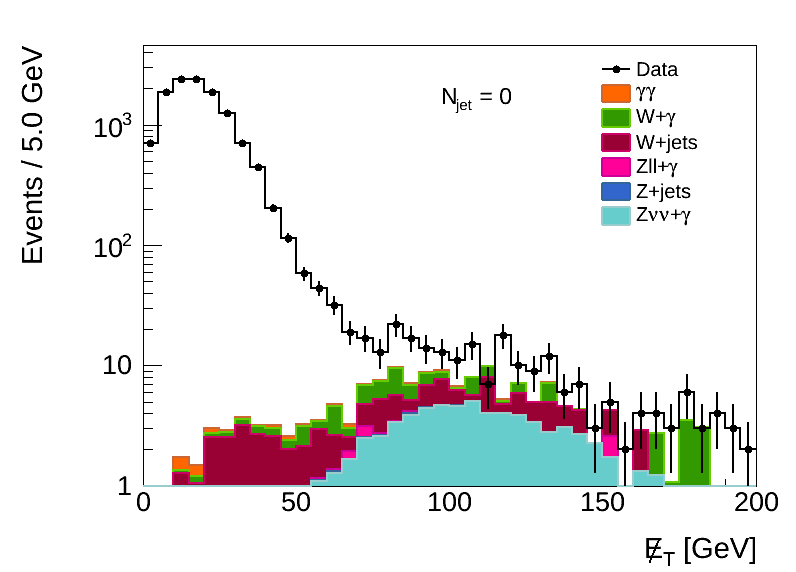 Events / 5.0 GeV
N_jet = 0
Data
γγ
W+γ
W+jets
Zll+γ
Z+jets
Zνν+γ
10³
10²
10
1
0 50 100 150 200
E̸_T [GeV]